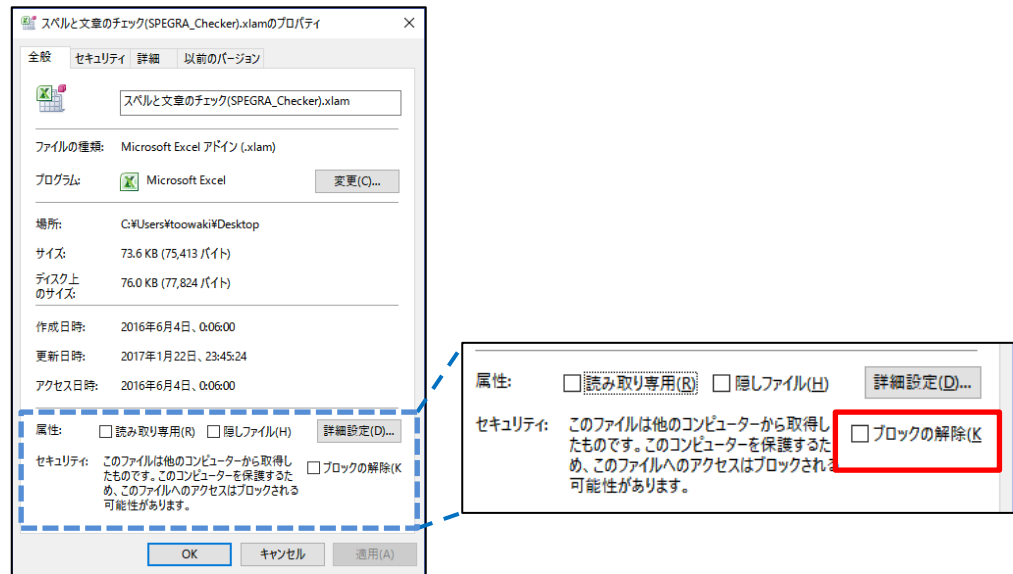 スペルと文章のチェック(SPEGRA_Checker).xlamのプロパティ
全般 セキュリティ 詳細 以前のバージョン
スペルと文章のチェック(SPEGRA_Checker).xlam
ファイルの種類: Microsoft Excel アドイン (.xlam)
プログラム: Microsoft Excel 変更(C)...
場所: C:¥Users¥toowaki¥Desktop
サイズ: 73.6 KB (75,413 バイト)
ディスク上
のサイズ: 76.0 KB (77,824 バイト)
作成日時: 2016年6月4日、0:06:00
更新日時: 2017年1月22日、23:45:24
アクセス日時: 2016年6月4日、0:06:00
属性: 読み取り専用(R) 隠しファイル(H) 詳細設定(D)...
セキュリティ: このファイルは他のコンピューターから取得し
たものです。このコンピューターを保護するた
め、このファイルへのアクセスはブロックされる
可能性があります。
ブロックの解除(K
OK キャンセル 適用(A)
属性: 読み取り専用(R) 隠しファイル(H) 詳細設定(D)...
セキュリティ: このファイルは他のコンピューターから取得し
たものです。このコンピューターを保護するた
め、このファイルへのアクセスはブロックされる
可能性があります。
ブロックの解除(K